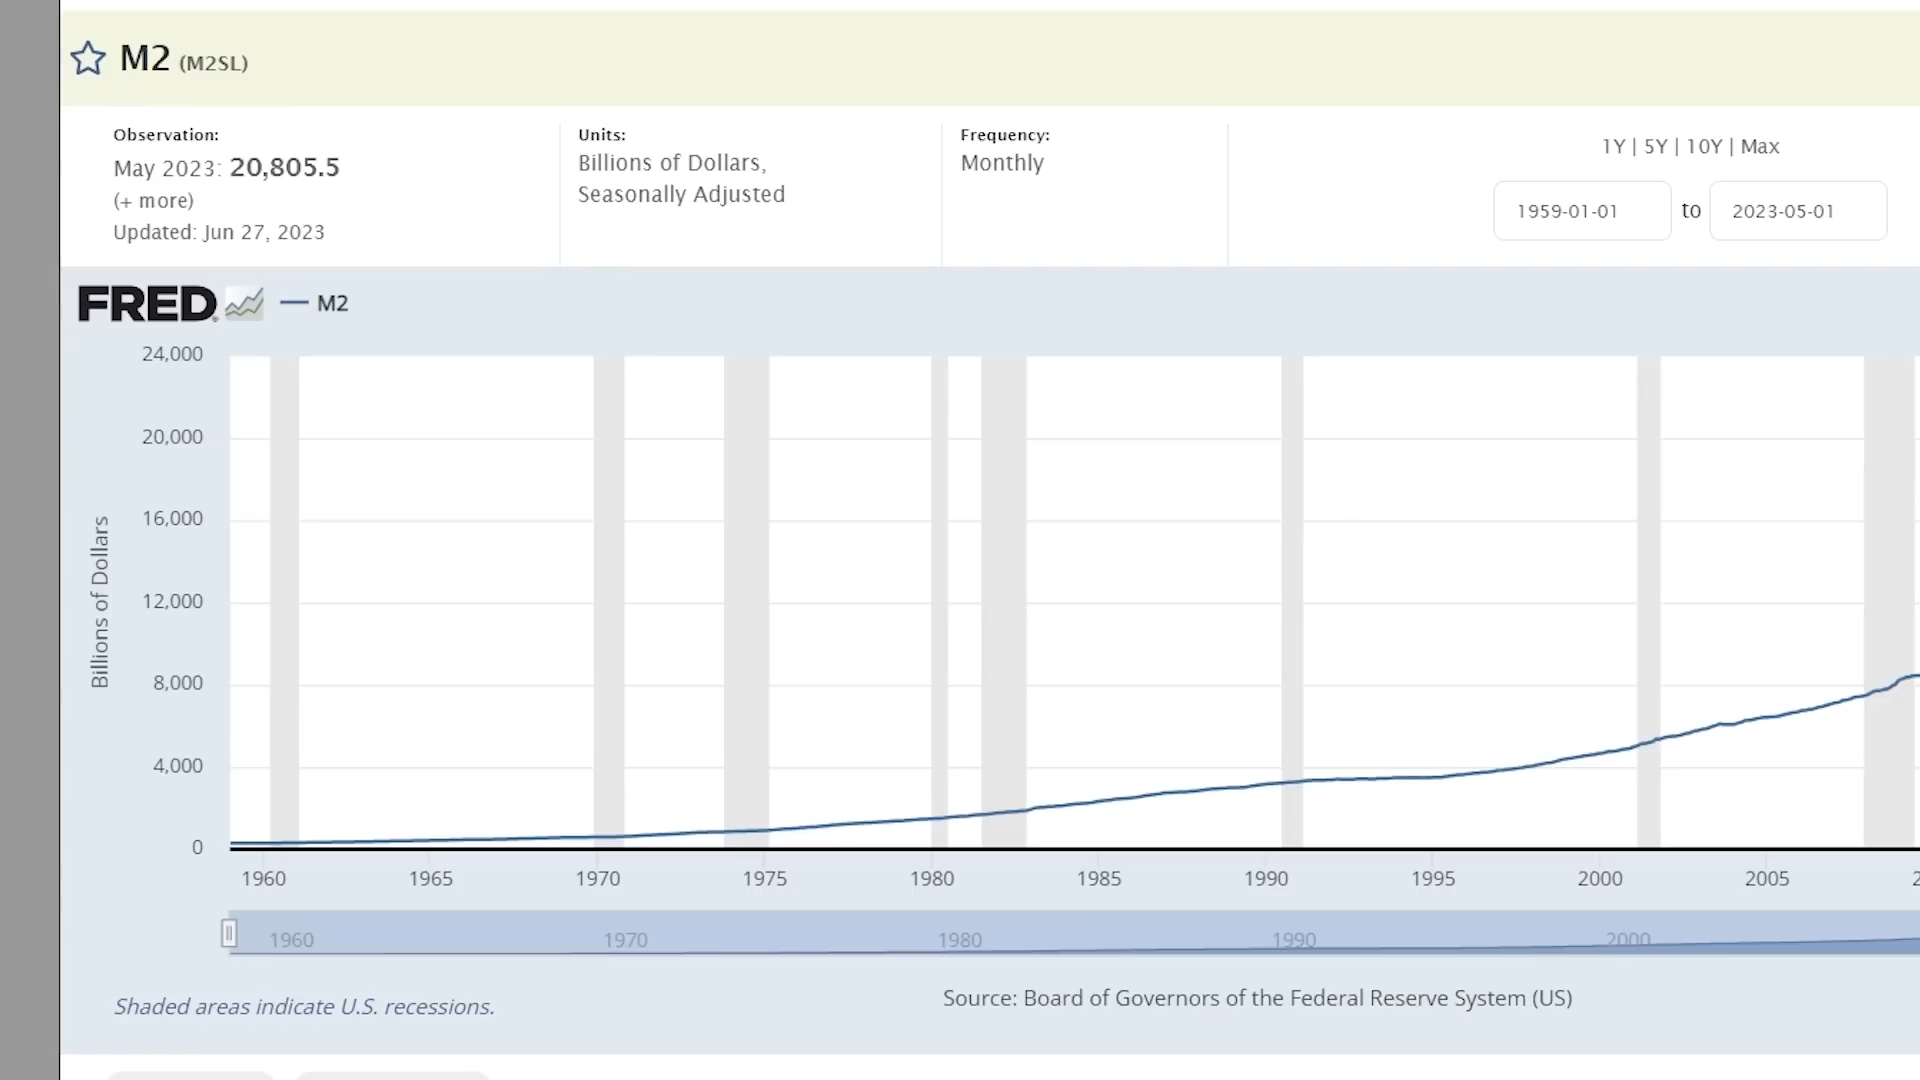 M2 (M2SL)
Observation:
May 2023: 20,805.5
(+ more)
Updated: Jun 27, 2023
Units:
Billions of Dollars,
Seasonally Adjusted
Frequency:
Monthly
1Y | 5Y | 10Y | Max
1959-01-01 to 2023-05-01
FRED M2
24,000
20,000
16,000
12,000
8,000
4,000
0
Billions of Dollars
1960 1965 1970 1975 1980 1985 1990 1995 2000 2005
1960 1970 1980 1990 2000
Shaded areas indicate U.S. recessions.
Source: Board of Governors of the Federal Reserve System (US)